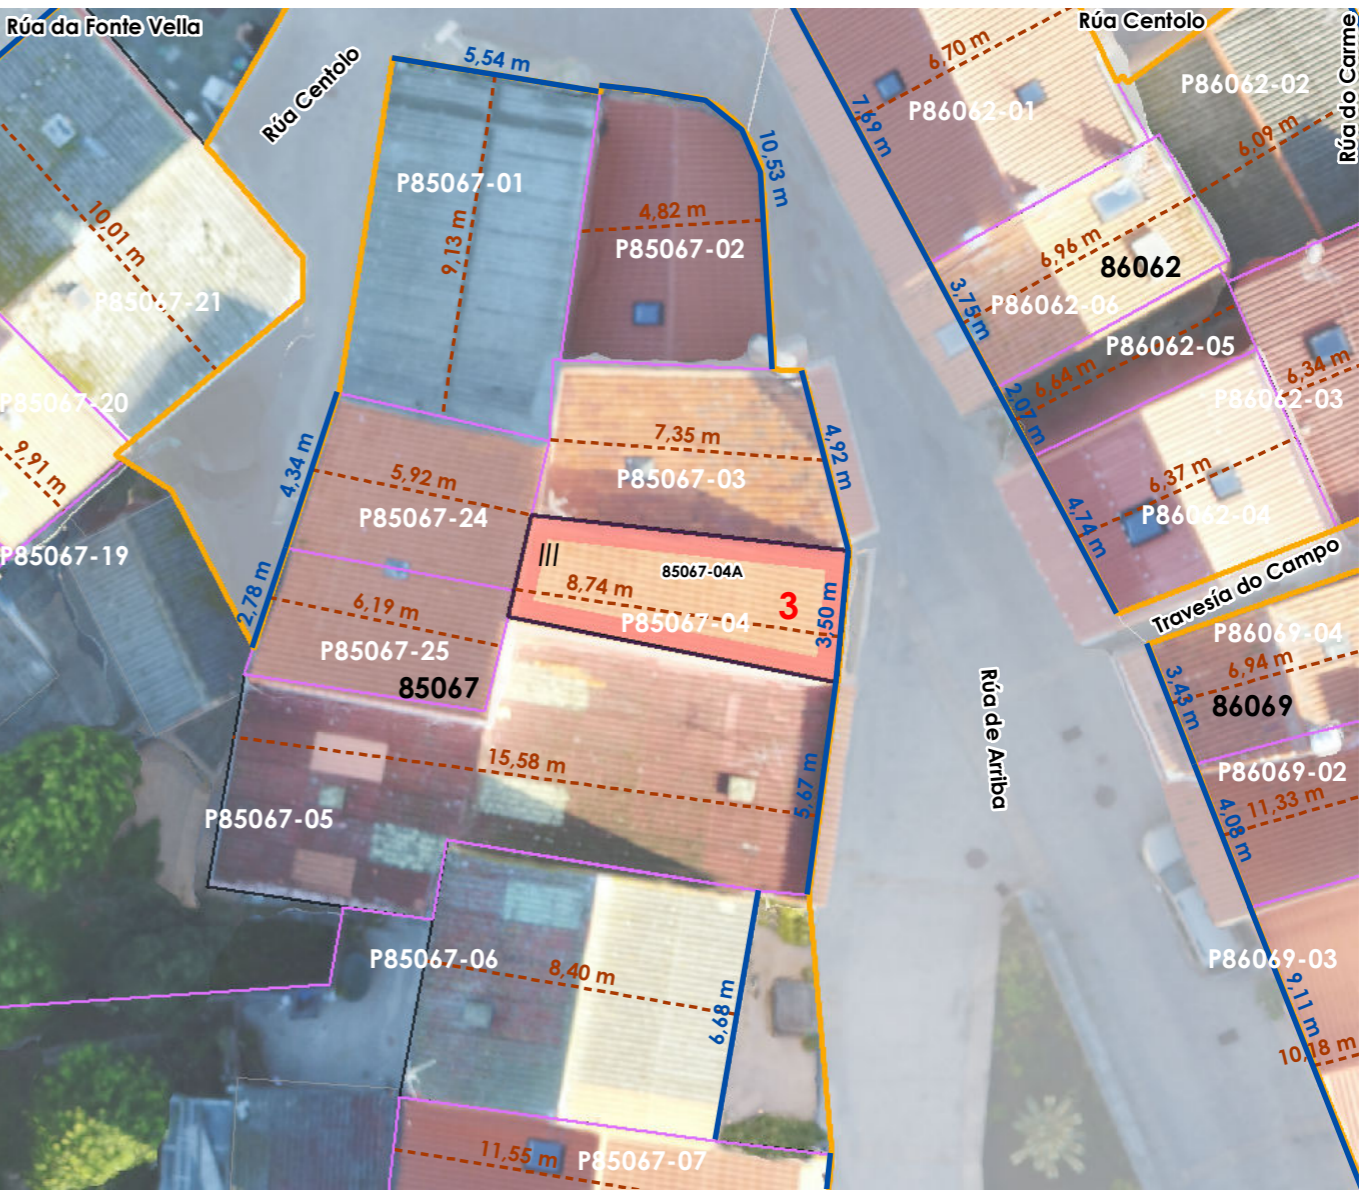 Rúa da Fonte Vella
Rúa Centolo
5,54 m
Rúa Centolo
Rúa do Carme
6,70 m
P86062-01
P86062-02
7,69 m
6,09 m
10,53 m
P85067-01
9,13 m
4,82 m
P85067-02
10,01 m
P85067-21
6,96 m
86062
3,75 m
P86062-06
P86062-05
6,64 m
2,07 m
6,34 m
P86062-03
P85067-20
9,91 m
4,34 m
5,92 m
P85067-24
7,35 m
P85067-03
4,92 m
6,37 m
P86062-04
4,74 m
P85067-19
Travesía do Campo
III
85067-04A
8,74 m
3
P85067-04
3,50 m
2,78 m
6,19 m
P85067-25
85067
P86069-04
6,94 m
3,43 m
86069
Rúa de Arriba
15,58 m
5,67 m
P85067-05
P86069-02
11,33 m
4,08 m
P85067-06
8,40 m
6,68 m
P86069-03
9,11 m
10,18 m
11,55 m
P85067-07